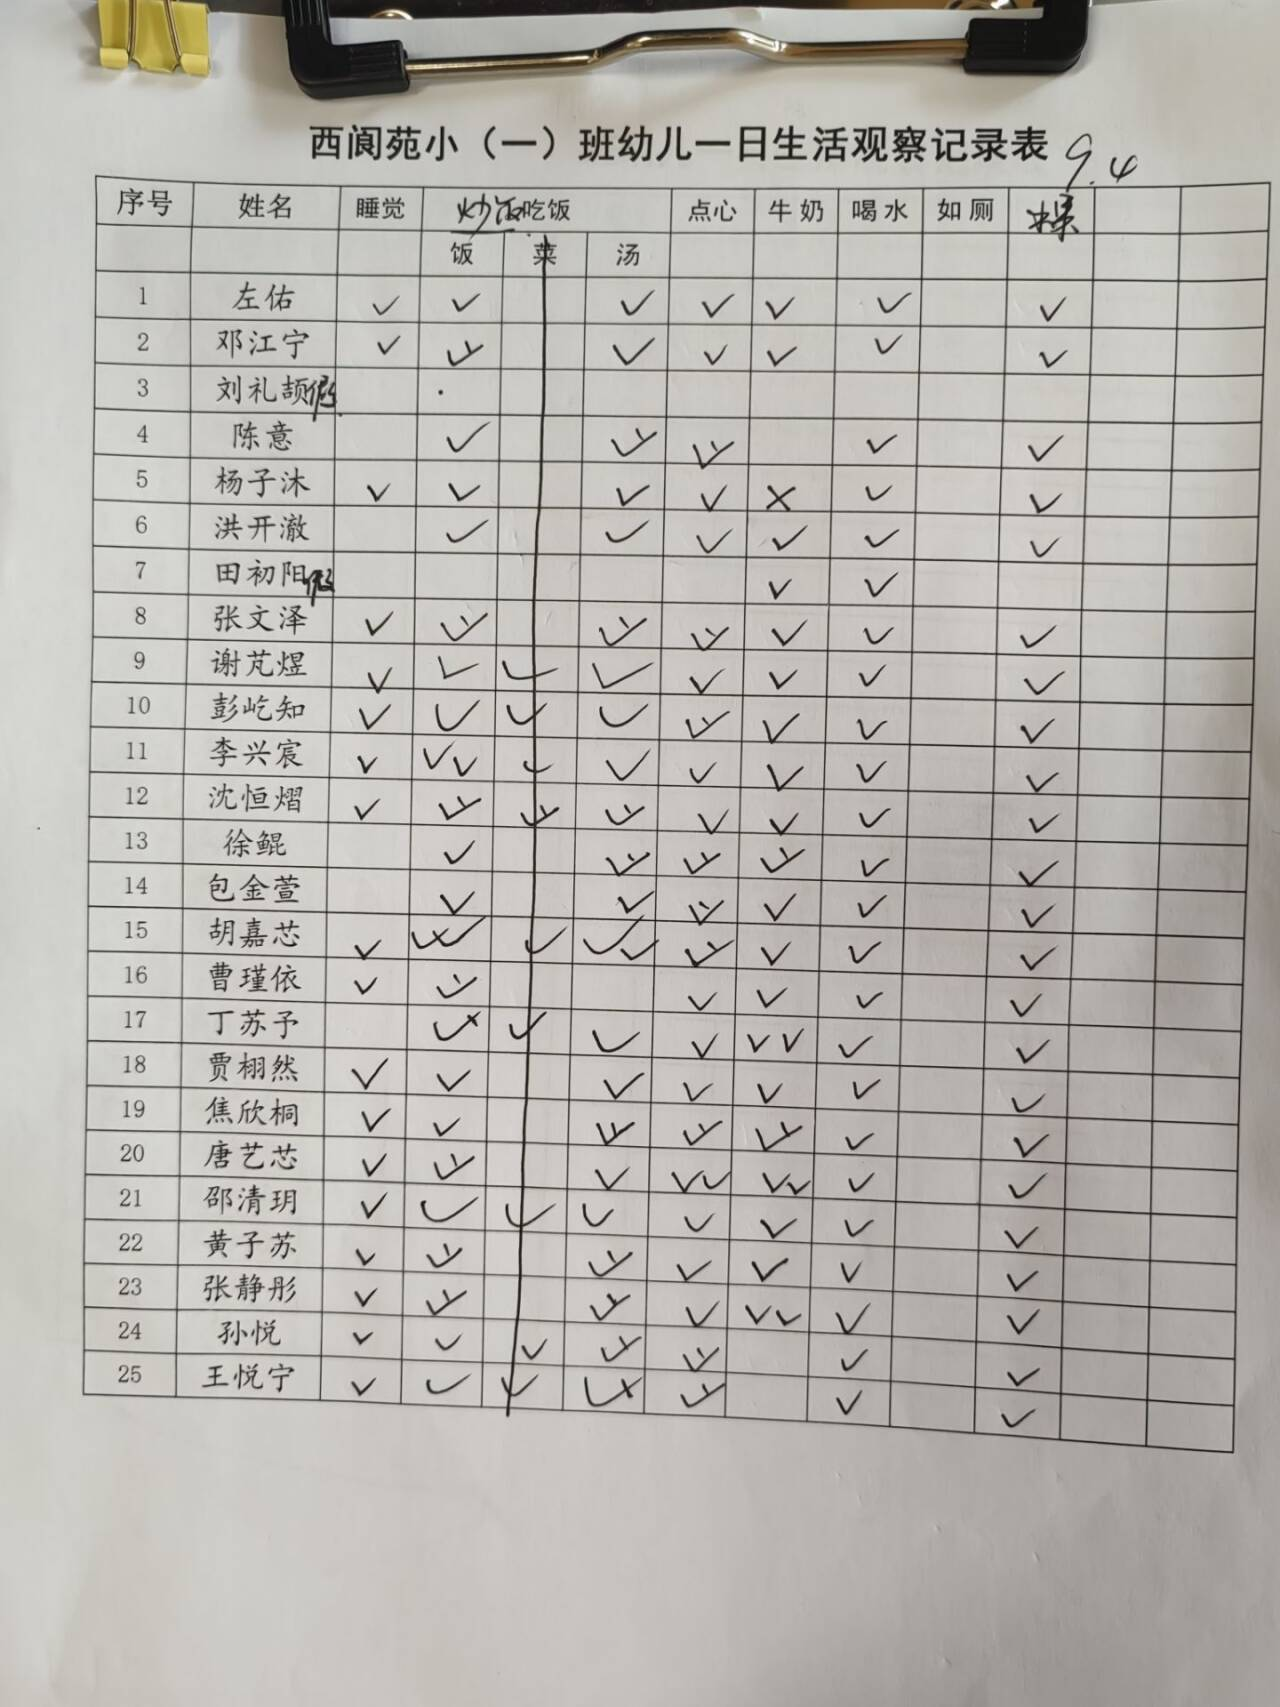 西阆苑小（一）班幼儿一日生活观察记录表 9.4
序号 姓名 睡觉 炒饭吃饭 点心 牛奶 喝水 如厕
饭 菜 汤
1 左佑 ✓ ✓ ✓ ✓ ✓ ✓ ✓
2 邓江宁 ✓ ✓ ✓ ✓ ✓ ✓ ✓
3 刘礼颉 假
4 陈意 ✓ ✓ ✓ ✓ ✓
5 杨子沐 ✓ ✓ ✓ ✓ × ✓ ✓
6 洪开澈 ✓ ✓ ✓ ✓ ✓ ✓
7 田初阳 假 ✓ ✓
8 张文泽 ✓ ✓ ✓ ✓ ✓ ✓ ✓
9 谢芃煜 ✓ ✓ ✓ ✓ ✓ ✓ ✓ ✓
10 彭屹知 ✓ ✓ ✓ ✓ ✓ ✓ ✓ ✓
11 李兴宸 ✓ ✓✓ ✓ ✓ ✓ ✓ ✓ ✓
12 沈恒熠 ✓ ✓ ✓ ✓ ✓ ✓ ✓ ✓
13 徐鲲 ✓ ✓ ✓ ✓ ✓ ✓
14 包金萱 ✓ ✓ ✓ ✓ ✓ ✓
15 胡嘉芯 ✓ ✓✓ ✓ ✓✓ ✓ ✓ ✓ ✓
16 曹瑾依 ✓ ✓ ✓ ✓ ✓ ✓
17 丁苏予 ✓ ✓ ✓ ✓ ✓✓ ✓ ✓
18 贾栩然 ✓ ✓ ✓ ✓ ✓ ✓ ✓
19 焦欣桐 ✓ ✓ ✓ ✓ ✓ ✓ ✓
20 唐艺芯 ✓ ✓ ✓ ✓✓ ✓✓ ✓ ✓
21 邵清玥 ✓ ✓ ✓ ✓ ✓ ✓ ✓ ✓
22 黄子苏 ✓ ✓ ✓ ✓ ✓ ✓ ✓
23 张静彤 ✓ ✓ ✓ ✓ ✓✓ ✓ ✓
24 孙悦 ✓ ✓ ✓ ✓ ✓ ✓ ✓
25 王悦宁 ✓ ✓ ✓ ✓ ✓ ✓ ✓